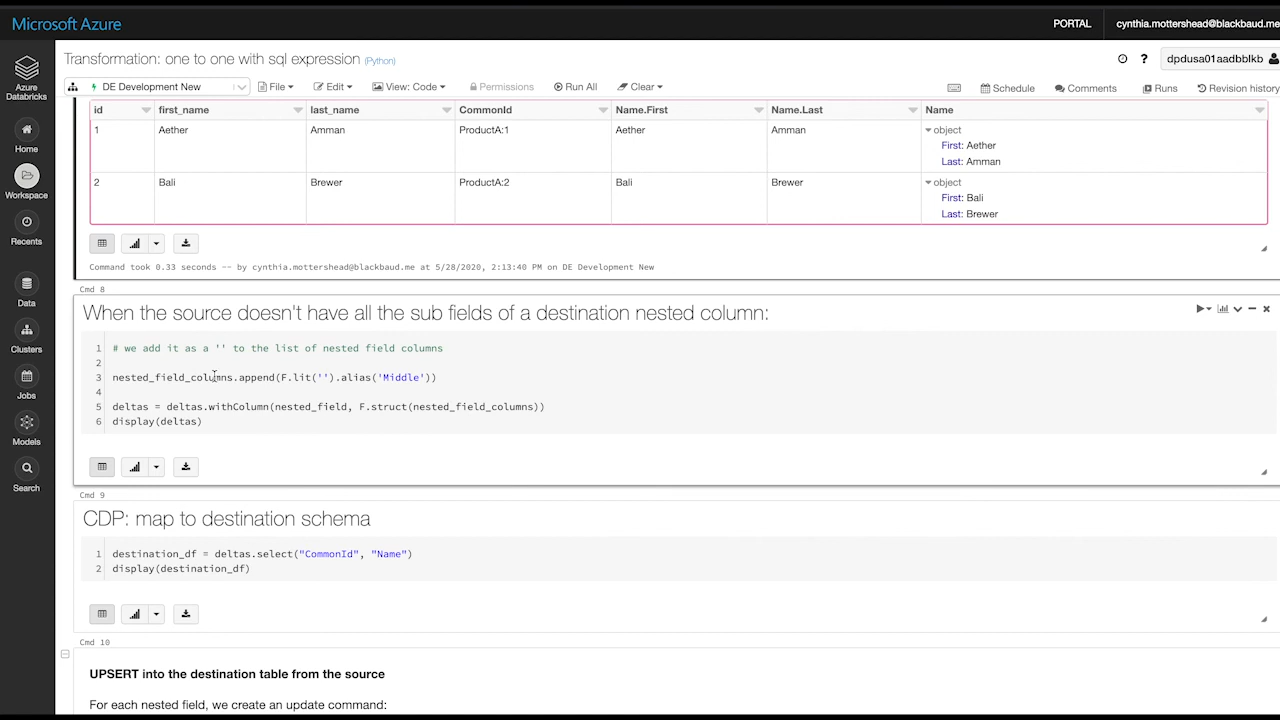 Microsoft Azure
PORTAL
cynthia.mottershead@blackbaud.me
Azure
Databricks
Home
Workspace
Recents
Data
Clusters
Jobs
Models
Search
Transformation: one to one with sql expression (Python)
dpdusa01aadbblkb
DE Development New
File
Edit
View: Code
Permissions
Run All
Clear
Schedule
Comments
Runs
Revision history
id first_name last_name CommonId Name.First Name.Last Name
1 Aether Amman ProductA:1 Aether Amman object
First: Aether
Last: Amman
2 Bali Brewer ProductA:2 Bali Brewer object
First: Bali
Last: Brewer
Command took 0.33 seconds -- by cynthia.mottershead@blackbaud.me at 5/28/2020, 2:13:40 PM on DE Development New
Cmd 8
When the source doesn't have all the sub fields of a destination nested column:
1 # we add it as a '' to the list of nested field columns
2
3 nested_field_columns.append(F.lit('').alias('Middle'))
4
5 deltas = deltas.withColumn(nested_field, F.struct(nested_field_columns))
6 display(deltas)
Cmd 9
CDP: map to destination schema
1 destination_df = deltas.select("CommonId", "Name")
2 display(destination_df)
Cmd 10
UPSERT into the destination table from the source
For each nested field, we create an update command: